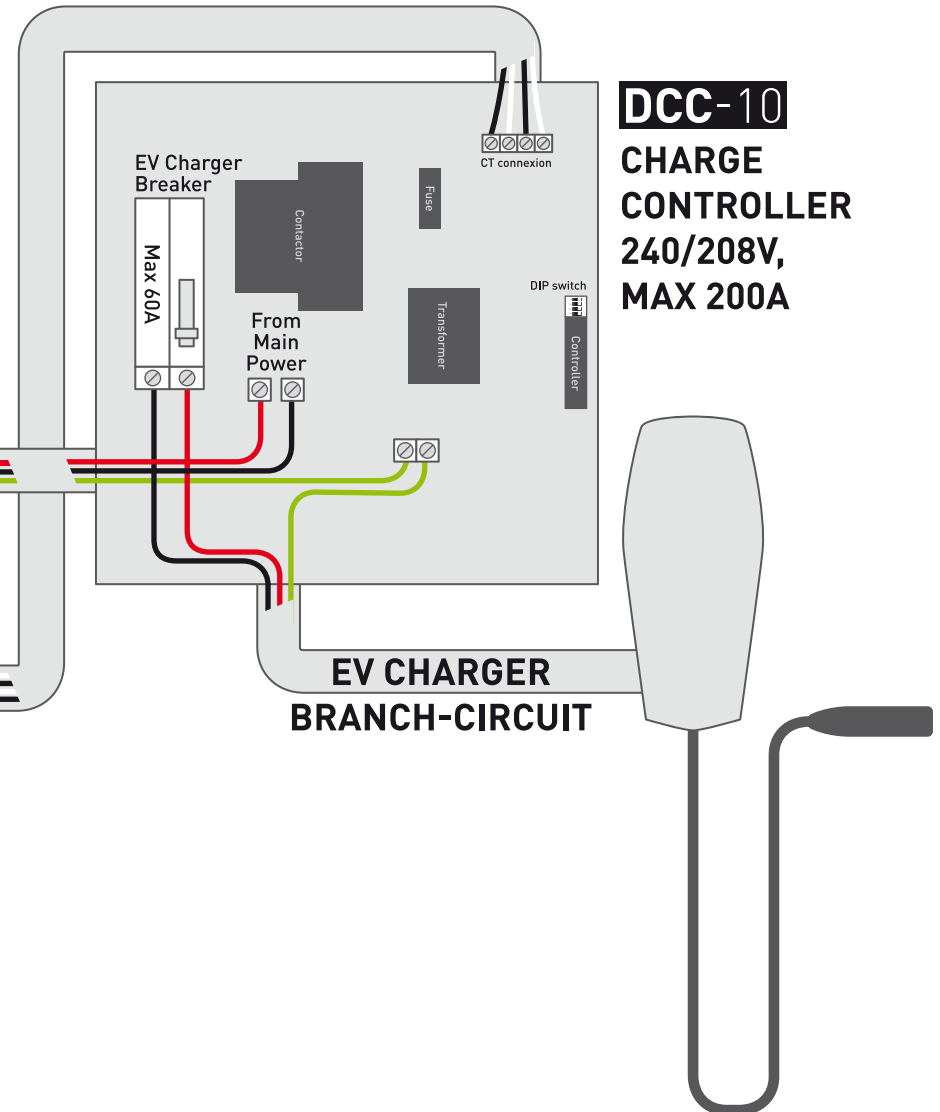 DCC-10
CHARGE
CONTROLLER
240/208V,
MAX 200A
CT connexion
EV Charger
Breaker
Max 60A
Contactor
Fuse
From
Main
Power
Transformer
DIP switch
Controller
EV CHARGER
BRANCH-CIRCUIT